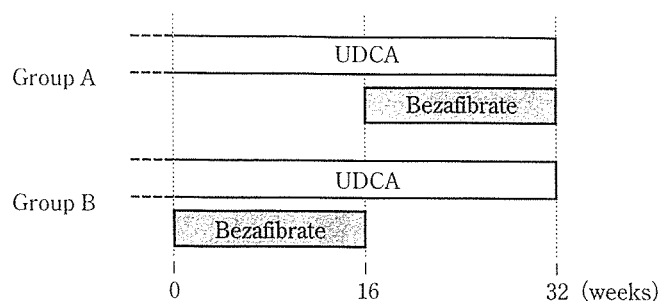 UDCA
Group A
Bezafibrate
UDCA
Group B
Bezafibrate
0 16 32 (weeks)